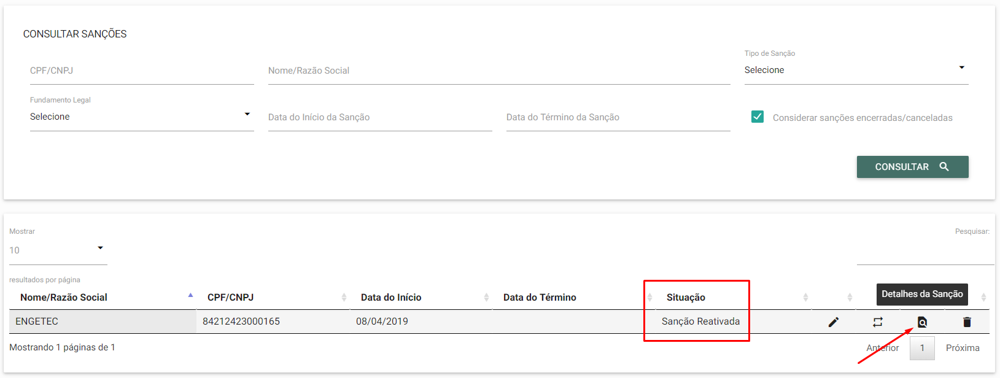 CONSULTAR SANÇÕES
Tipo de Sanção
CPF/CNPJ
Nome/Razão Social
Selecione
Fundamento Legal
Selecione
Data do Início da Sanção
Data do Término da Sanção
Considerar sanções encerradas/canceladas
CONSULTAR
Mostrar
Pesquisar:
10
resultados por página
Nome/Razão Social CPF/CNPJ Data do Início Data do Término Situação Detalhes da Sanção
ENGETEC 84212423000165 08/04/2019 Sanção Reativada
Mostrando 1 páginas de 1
Anterior 1 Próxima